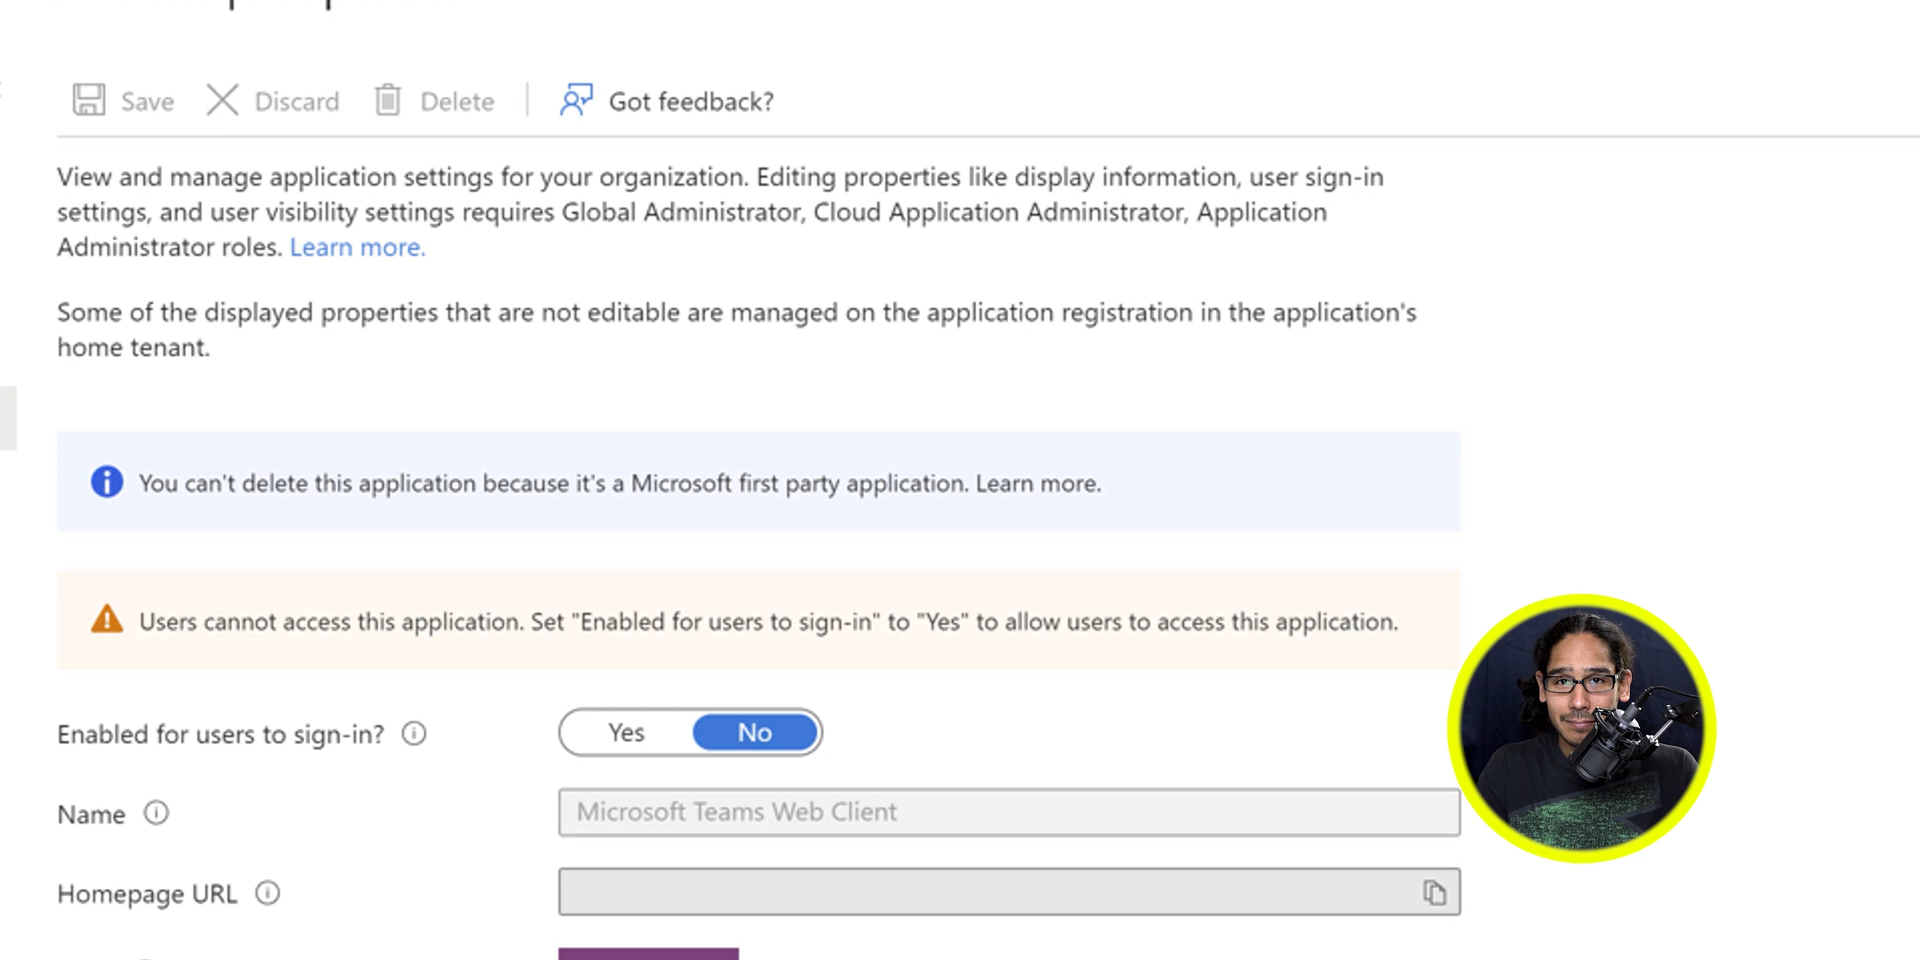 Save Discard Delete Got feedback?
View and manage application settings for your organization. Editing properties like display information, user sign-in
settings, and user visibility settings requires Global Administrator, Cloud Application Administrator, Application
Administrator roles. Learn more.
Some of the displayed properties that are not editable are managed on the application registration in the application's
home tenant.
You can't delete this application because it's a Microsoft first party application. Learn more.
Users cannot access this application. Set "Enabled for users to sign-in" to "Yes" to allow users to access this application.
Enabled for users to sign-in? Yes No
Name Microsoft Teams Web Client
Homepage URL